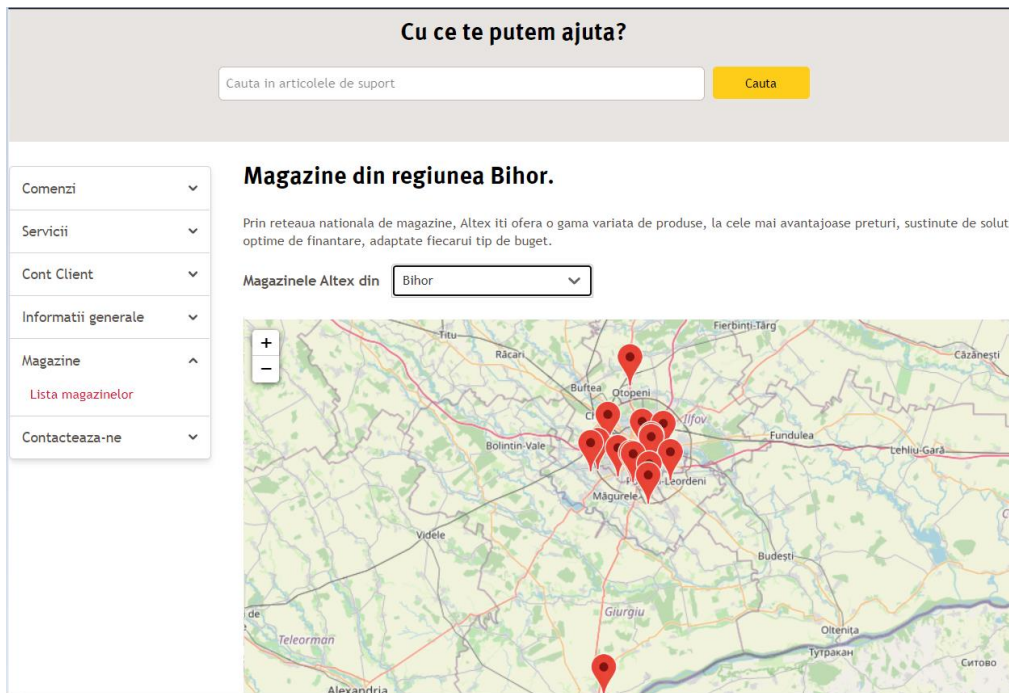 Cu ce te putem ajuta?
Cauta in articolele de suport
Cauta
Comenzi
Servicii
Cont Client
Informatii generale
Magazine
Lista magazinelor
Contacteaza-ne
Magazine din regiunea Bihor.
Prin reteaua nationala de magazine, Altex iti ofera o gama variata de produse, la cele mai avantajoase preturi, sustinute de solut
optime de finantare, adaptate fiecarui tip de buget.
Magazinele Altex din
Bihor
+
−
Titu
Fierbinți-Târg
Răcari
Căzănești
Buftea
Otopeni
Ilfov
Bolintin-Vale
Fundulea
Lehliu-Gară
-Leordeni
Măgurele
Videle
Budești
de
Giurgiu
Teleorman
Oltenița
Тутракан
Ситово
Alexandria